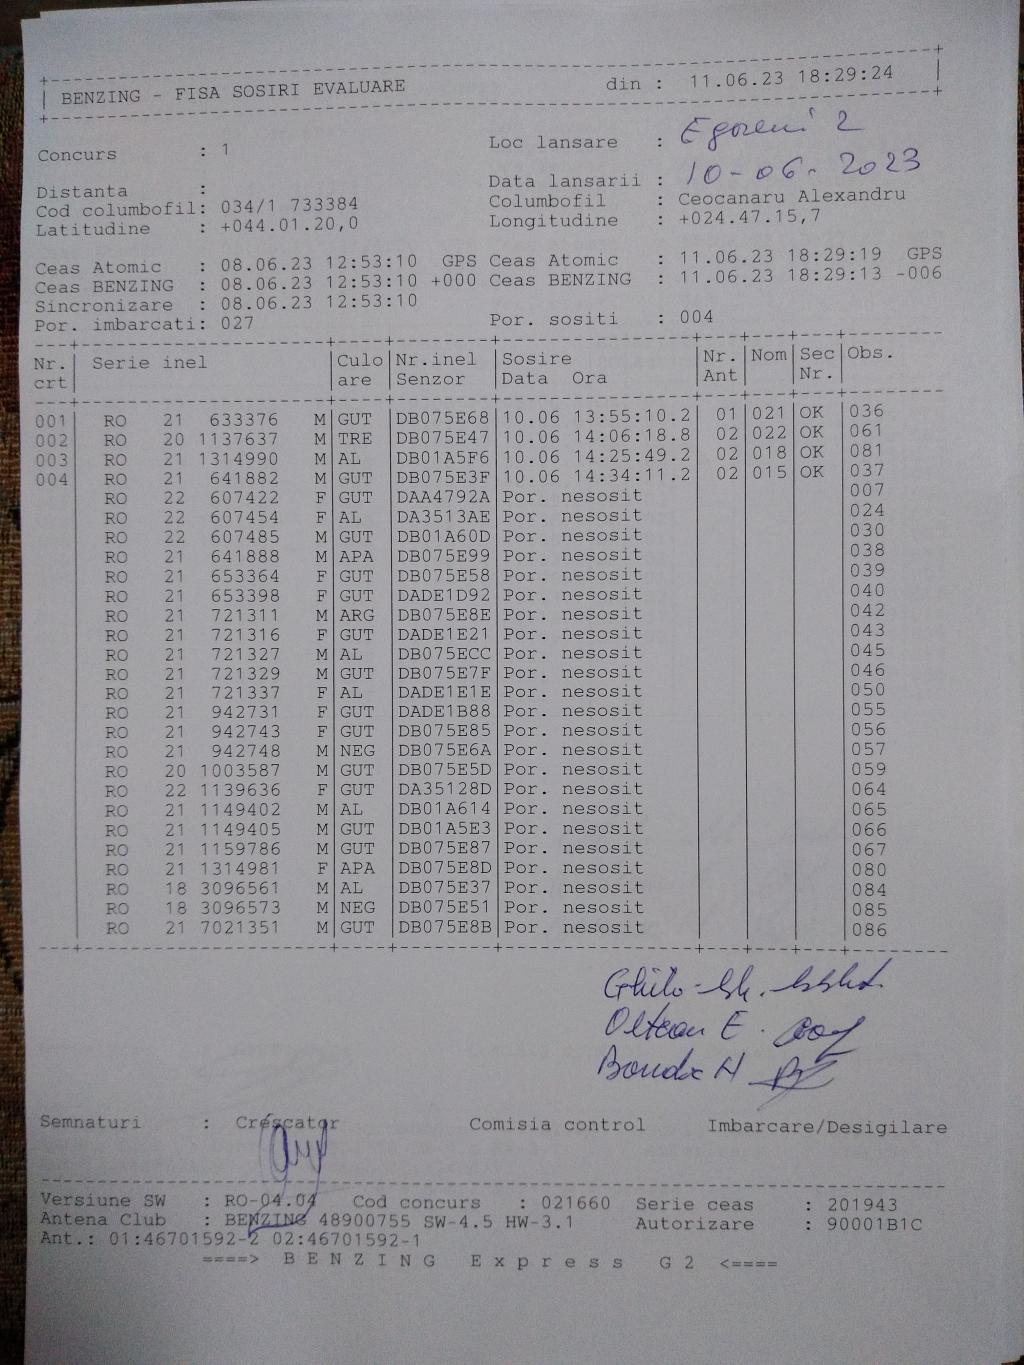 BENZING - FISA SOSIRI EVALUARE din : 11.06.23 18:29:24
Concurs : 1 Loc lansare : Egoreni 2
Distanta : Data lansarii : 10-06.2023
Cod columbofil: 034/1 733384 Columbofil : Ceocanaru Alexandru
Latitudine : +044.01.20,0 Longitudine : +024.47.15,7
Ceas Atomic : 08.06.23 12:53:10 GPS Ceas Atomic : 11.06.23 18:29:19 GPS
Ceas BENZING : 08.06.23 12:53:10 +000 Ceas BENZING : 11.06.23 18:29:13 -006
Sincronizare : 08.06.23 12:53:10
Por. imbarcati: 027 Por. sositi : 004
Nr. Serie inel Culo Nr.inel Sosire Nr. Nom Sec Obs.
crt are Senzor Data Ora Ant Nr.
001 RO 21 633376 M GUT DB075E68 10.06 13:55:10.2 01 021 OK 036
002 RO 20 1137637 M TRE DB075E47 10.06 14:06:18.8 02 022 OK 061
003 RO 21 1314990 M AL DB01A5F6 10.06 14:25:49.2 02 018 OK 081
004 RO 21 641882 M GUT DB075E3F 10.06 14:34:11.2 02 015 OK 037
RO 22 607422 F GUT DAA4792A Por. nesosit 007
RO 22 607454 F AL DA3513AE Por. nesosit 024
RO 22 607485 M GUT DB01A60D Por. nesosit 030
RO 21 641888 M APA DB075E99 Por. nesosit 038
RO 21 653364 F GUT DB075E58 Por. nesosit 039
RO 21 653398 F GUT DADE1D92 Por. nesosit 040
RO 21 721311 M ARG DB075E8E Por. nesosit 042
RO 21 721316 F GUT DADE1E21 Por. nesosit 043
RO 21 721327 M AL DB075ECC Por. nesosit 045
RO 21 721329 M GUT DB075E7F Por. nesosit 046
RO 21 721337 F AL DADE1E1E Por. nesosit 050
RO 21 942731 F GUT DADE1B88 Por. nesosit 055
RO 21 942743 F GUT DB075E85 Por. nesosit 056
RO 21 942748 M NEG DB075E6A Por. nesosit 057
RO 20 1003587 M GUT DB075E5D Por. nesosit 059
RO 22 1139636 F GUT DA35128D Por. nesosit 064
RO 21 1149402 M AL DB01A614 Por. nesosit 065
RO 21 1149405 M GUT DB01A5E3 Por. nesosit 066
RO 21 1159786 M GUT DB075E87 Por. nesosit 067
RO 21 1314981 F APA DB075E8D Por. nesosit 080
RO 18 3096561 M AL DB075E37 Por. nesosit 084
RO 18 3096573 M NEG DB075E51 Por. nesosit 085
RO 21 7021351 M GUT DB075E8B Por. nesosit 086
Oltean E.
Semnaturi : Crescator Comisia control Imbarcare/Desigilare
Versiune SW : RO-04.04 Cod concurs : 021660 Serie ceas : 201943
Antena Club : BENZING 48900755 SW-4.5 HW-3.1 Autorizare : 90001B1C
Ant.: 01:46701592-2 02:46701592-1
====> BENZING Express G2 <====